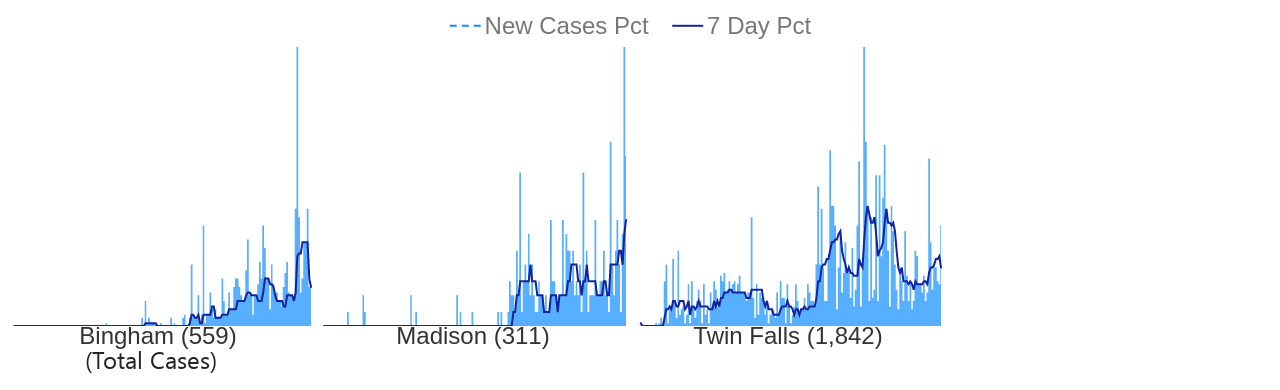 New Cases Pct 7 Day Pct
Bingham (559) Madison (311) Twin Falls (1,842)
(Total Cases)